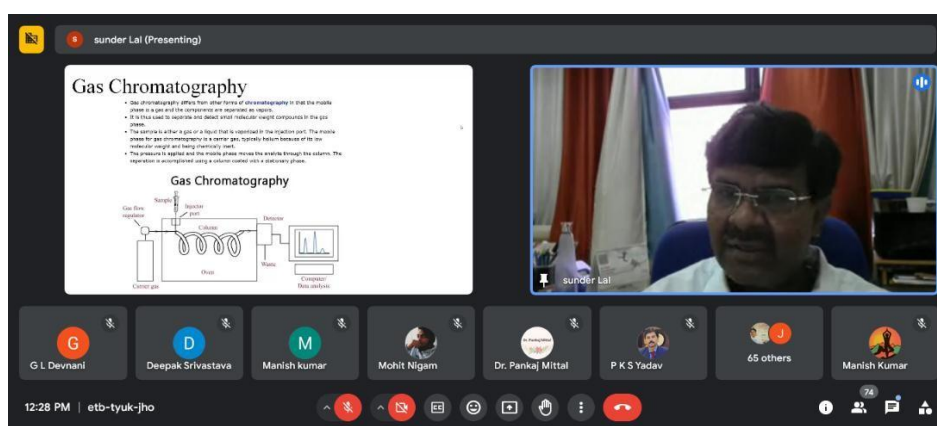 sunder Lal (Presenting)
Gas Chromatography
• Gas chromatography differs from other forms of chromatography in that the mobile
phase is a gas and the components are separated as vapors.
• It is thus used to separate and detect small molecular weight compounds in the gas
phase.
• The sample is either a gas or a liquid that is vaporized in the injection port. The mobile
phase for gas chromatography is a carrier gas, typically helium because of its low
molecular weight and being chemically inert.
• The pressure is applied and the mobile phase moves the analyte through the column. The
separation is accomplished using a column coated with a stationary phase.
Gas Chromatography
Sample
Gas flow
regulator
Injector
port
Detector
Column
Oven
Waste
Carrier gas
Computer
Data analysis
sunder Lal
G
G L Devnani
D
Deepak Srivastava
M
Manish kumar
Mohit Nigam
Dr. Pankaj Mittal
Dr. Pankaj Mittal
P K S Yadav
J
65 others
Manish Kumar
12:28 PM | etb-tyuk-jho
74